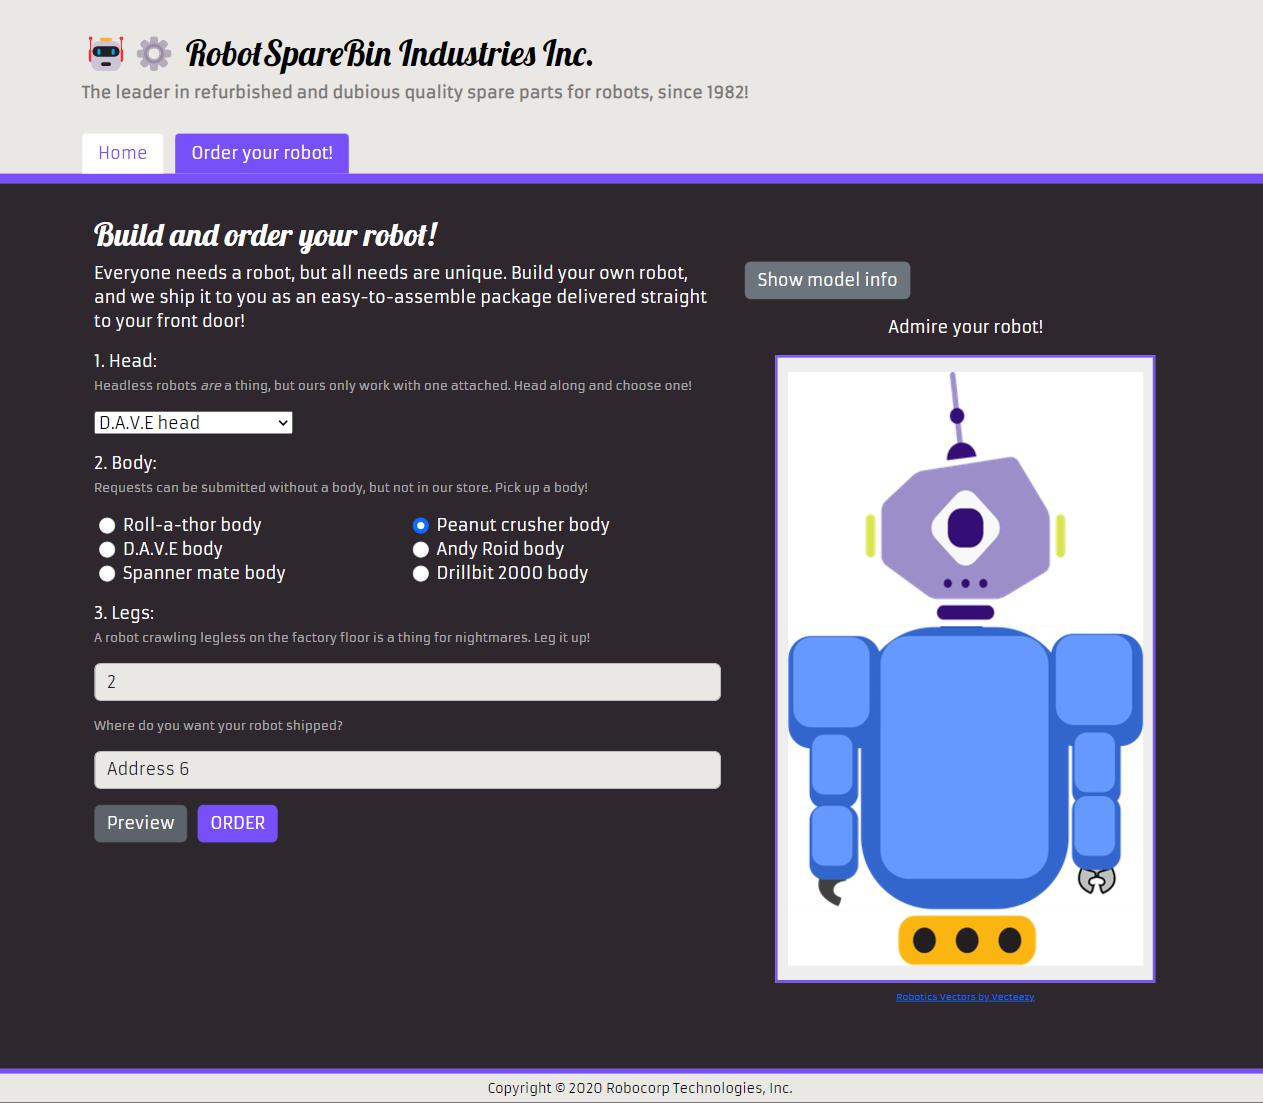 RobotSpareBin Industries Inc.
The leader in refurbished and dubious quality spare parts for robots, since 1982!
Home
Order your robot!
Build and order your robot!
Everyone needs a robot, but all needs are unique. Build your own robot,
and we ship it to you as an easy-to-assemble package delivered straight
to your front door!
1. Head:
Headless robots are a thing, but ours only work with one attached. Head along and choose one!
D.A.V.E head
2. Body:
Requests can be submitted without a body, but not in our store. Pick up a body!
Roll-a-thor body
Peanut crusher body
D.A.V.E body
Andy Roid body
Spanner mate body
Drillbit 2000 body
3. Legs:
A robot crawling legless on the factory floor is a thing for nightmares. Leg it up!
2
Where do you want your robot shipped?
Address 6
Preview
ORDER
Show model info
Admire your robot!
Robotics Vectors by Vecteezy
Copyright © 2020 Robocorp Technologies, Inc.